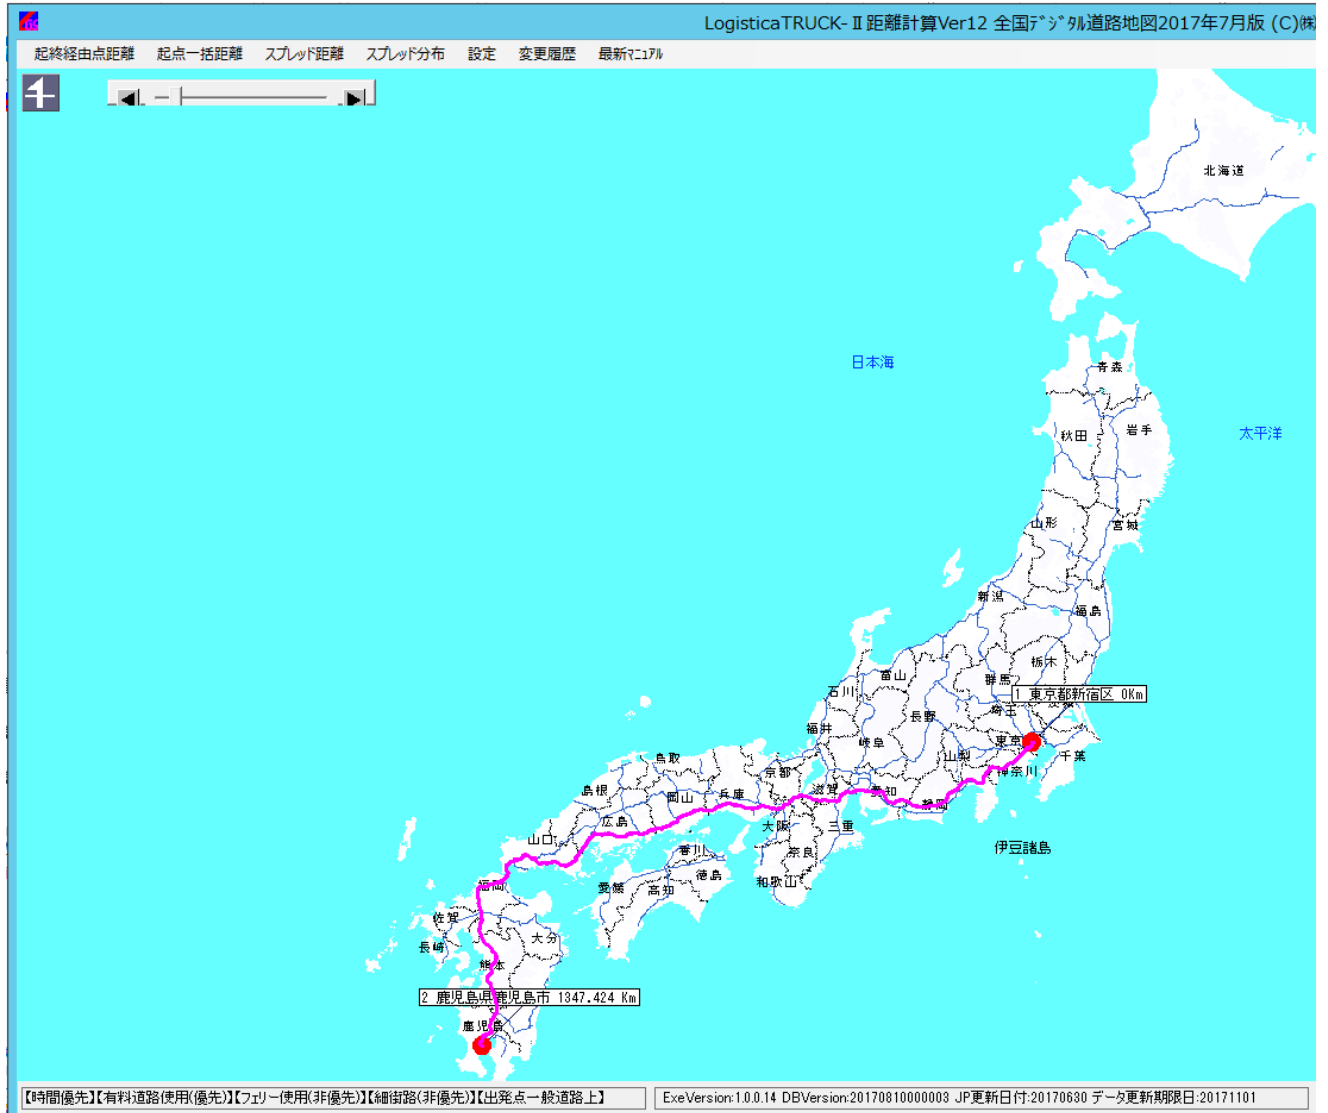 LogisticaTRUCK-Ⅱ距離計算Ver12 全国ﾃﾞｼﾞﾀﾙ道路地図2017年7月版 (C)㈱
起終経由点距離 起点一括距離 スプレッド距離 スプレッド分布 設定 変更履歴 最新ﾏﾆｭｱﾙ
北海道
日本海
青森
秋田
岩手
太平洋
山形
宮城
新潟
福島
栃木
富山
群馬
石川
1 東京都新宿区 0Km
長野
埼玉
福井
岐阜
東京
山梨
千葉
鳥取
京都
神奈川
島根
岡山
兵庫
滋賀
愛知
静岡
広島
大阪
三重
山口
香川
奈良
伊豆諸島
徳島
和歌山
福岡
愛媛
高知
佐賀
大分
長崎
熊本
2 鹿児島県鹿児島市 1347.424 Km
鹿児島
【時間優先】【有料道路使用(優先)】【フェリー使用(非優先)】【細街路(非優先)】【出発点一般道路上】
ExeVersion:1.0.0.14 DBVersion:20170810000003 JP更新日付:20170630 データ更新期限日:20171101